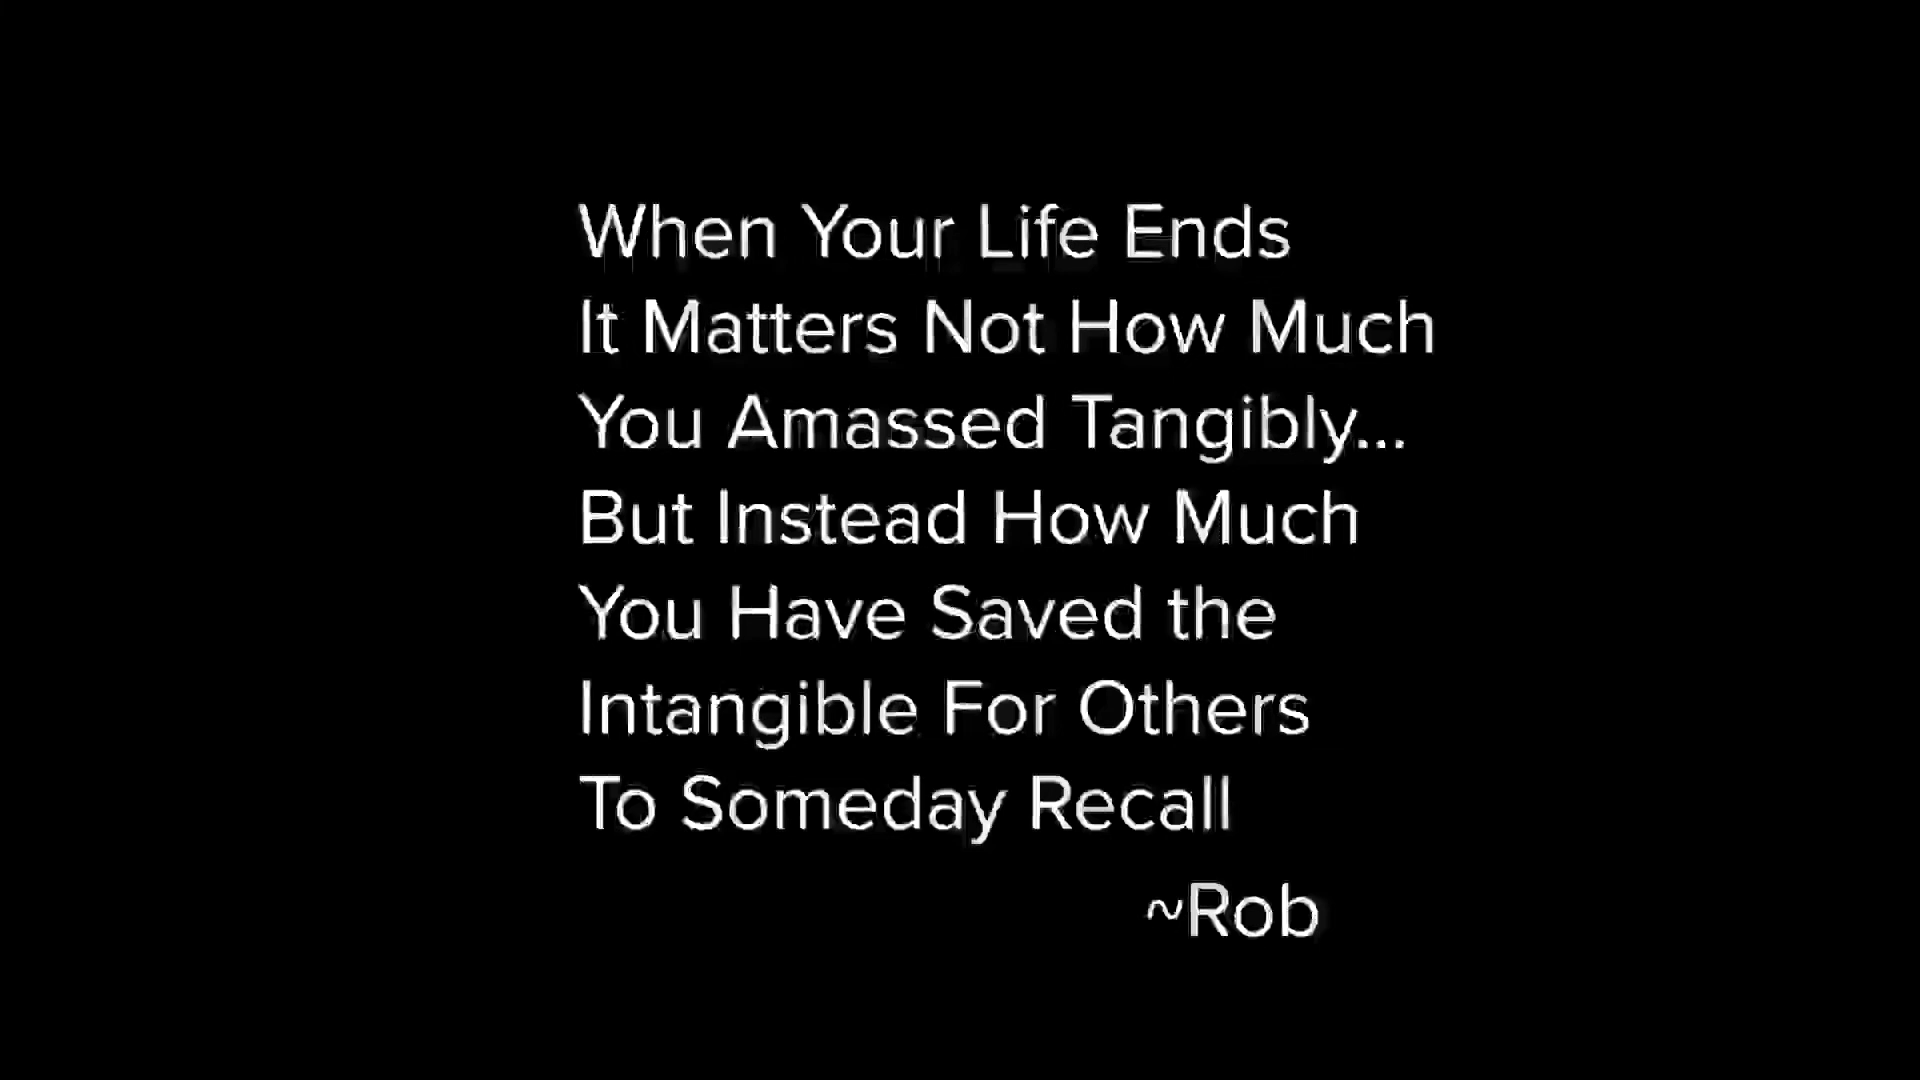 When Your Life Ends
It Matters Not How Much
You Amassed Tangibly...
But Instead How Much
You Have Saved the
Intangible For Others
To Someday Recall
~Rob